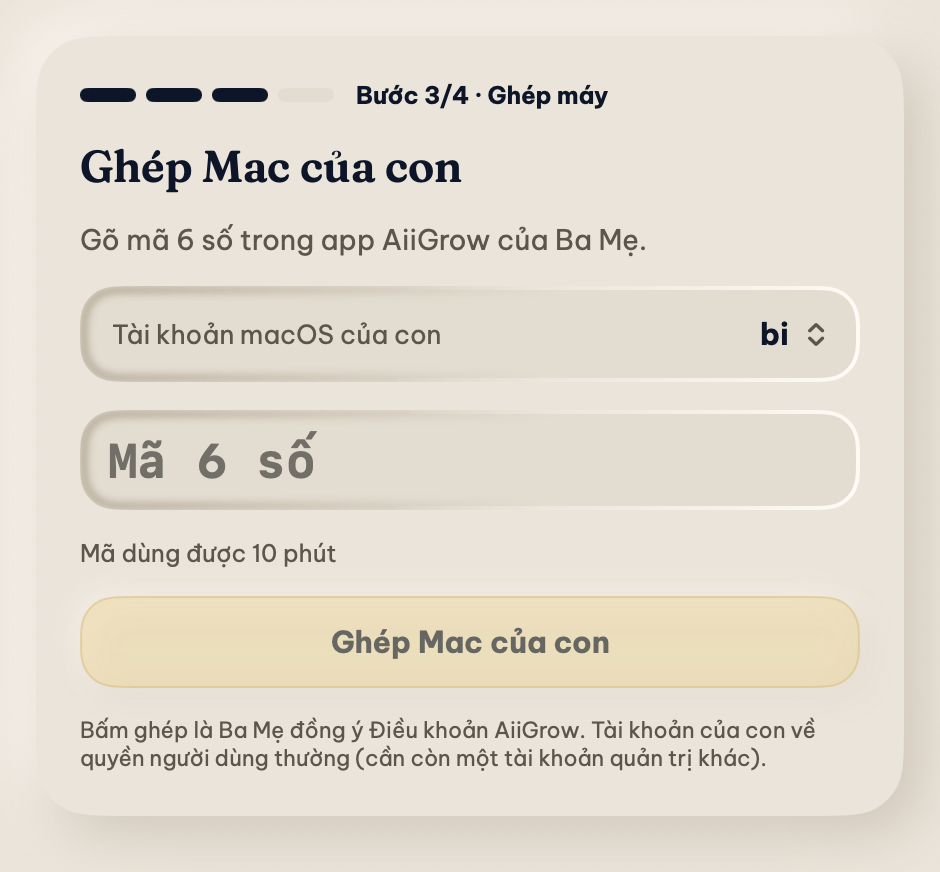 Bước 3/4 · Ghép máy
Ghép Mac của con
Gõ mã 6 số trong app AiiGrow của Ba Mẹ.
Tài khoản macOS của con bi
Mã 6 số
Mã dùng được 10 phút
Ghép Mac của con
Bấm ghép là Ba Mẹ đồng ý Điều khoản AiiGrow. Tài khoản của con về
quyền người dùng thường (cần còn một tài khoản quản trị khác).